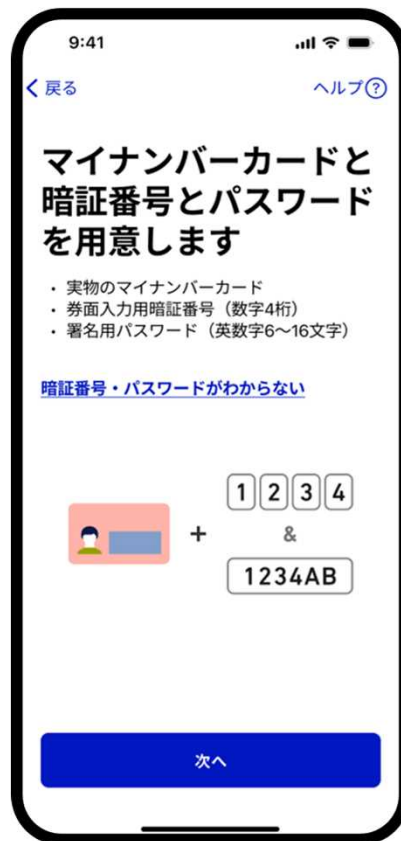 9:41
戻る
ヘルプ?
マイナンバーカードと
暗証番号とパスワード
を用意します
・ 実物のマイナンバーカード
・ 券面入力用暗証番号（数字4桁）
・ 署名用パスワード（英数字6～16文字）
暗証番号・パスワードがわからない
1 2 3 4
+
&
1234AB
次へ